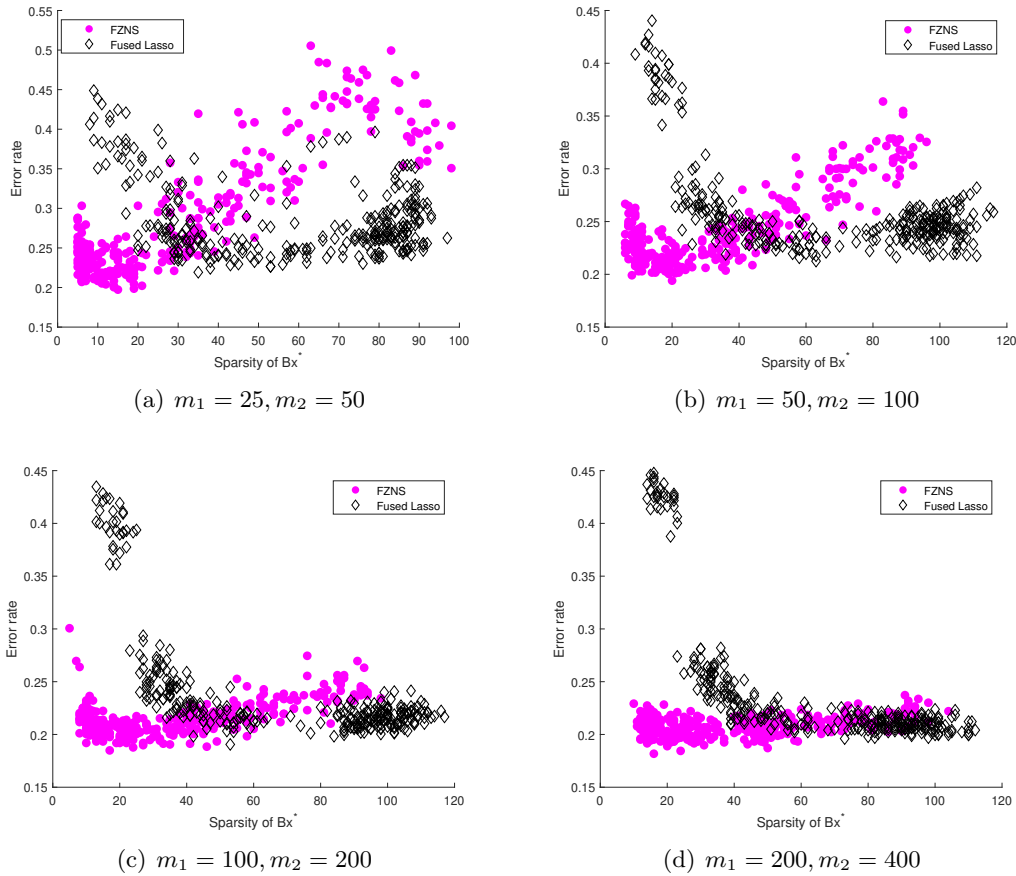 0.55
0.5
0.45
0.4
0.35
0.3
0.25
0.2
0.15
Error rate
FZNS
Fused Lasso
0 10 20 30 40 50 60 70 80 90 100
Sparsity of Bx*
(a) m1 = 25, m2 = 50
0.45
0.4
0.35
0.3
0.25
0.2
0.15
Error rate
FZNS
Fused Lasso
0 20 40 60 80 100 120
Sparsity of Bx*
(b) m1 = 50, m2 = 100
0.45
0.4
0.35
0.3
0.25
0.2
0.15
Error rate
FZNS
Fused Lasso
0 20 40 60 80 100 120
Sparsity of Bx*
(c) m1 = 100, m2 = 200
0.45
0.4
0.35
0.3
0.25
0.2
0.15
Error rate
FZNS
Fused Lasso
0 20 40 60 80 100 120
Sparsity of Bx*
(d) m1 = 200, m2 = 400